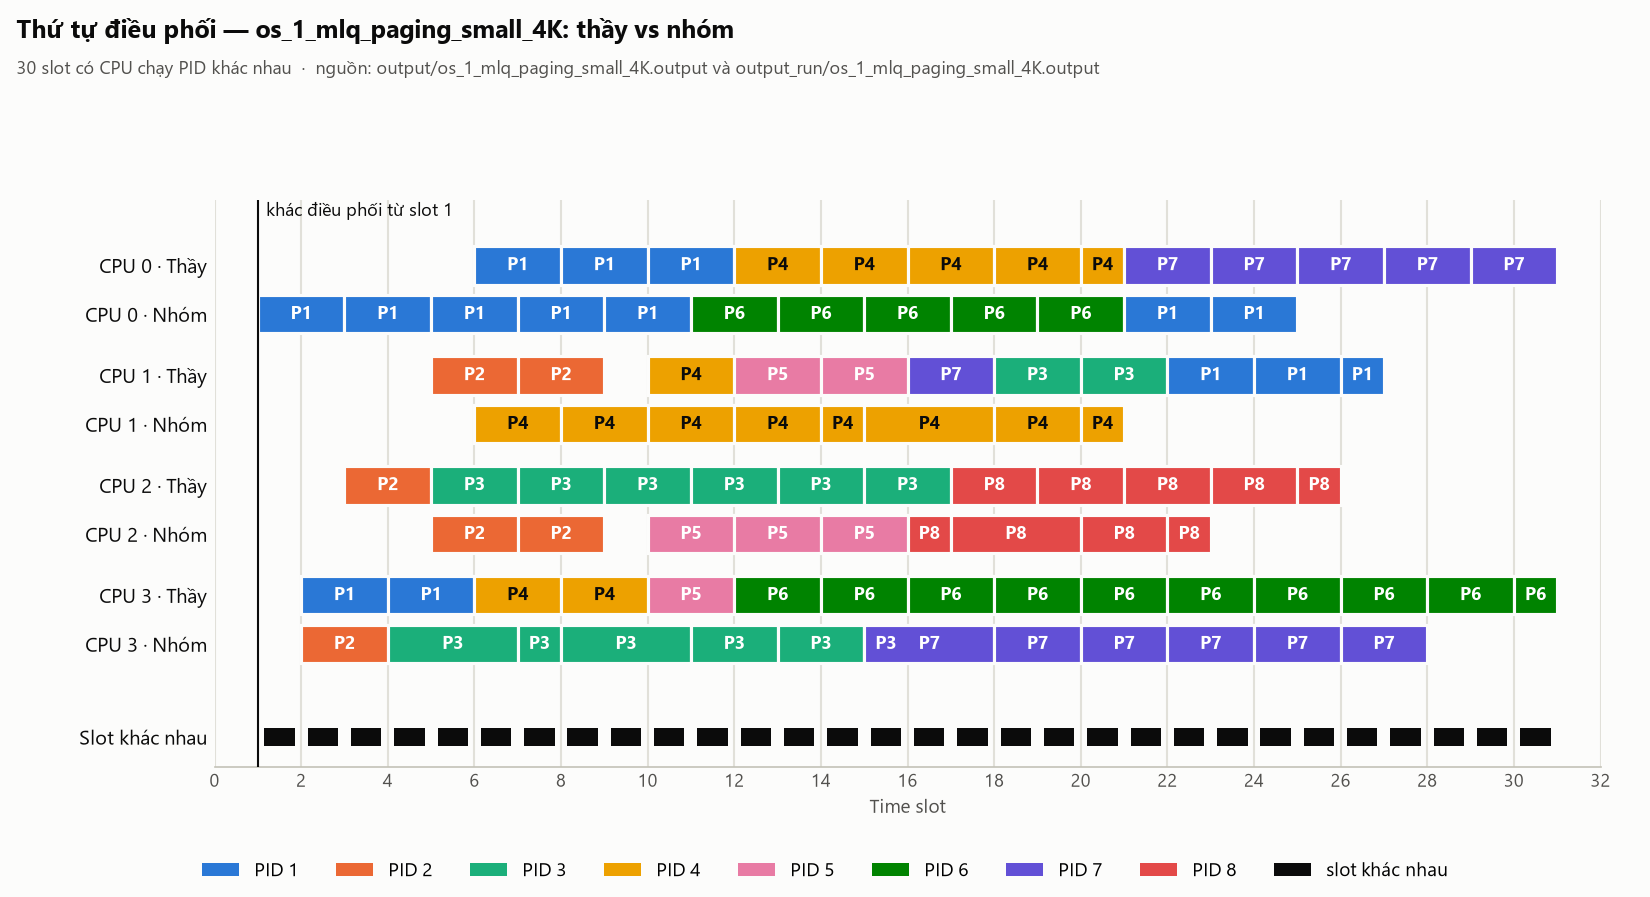 Thứ tự điều phối — os_1_mlq_paging_small_4K: thầy vs nhóm
30 slot có CPU chạy PID khác nhau · nguồn: output/os_1_mlq_paging_small_4K.output và output_run/os_1_mlq_paging_small_4K.output
khác điều phối từ slot 1
CPU 0 · Thầy P1 P1 P1 P4 P4 P4 P4 P4 P7 P7 P7 P7 P7
CPU 0 · Nhóm P1 P1 P1 P1 P1 P6 P6 P6 P6 P6 P1 P1
CPU 1 · Thầy P2 P2 P4 P5 P5 P7 P3 P3 P1 P1 P1
CPU 1 · Nhóm P4 P4 P4 P4 P4 P4 P4 P4
CPU 2 · Thầy P2 P3 P3 P3 P3 P3 P3 P8 P8 P8 P8 P8
CPU 2 · Nhóm P2 P2 P5 P5 P5 P8 P8 P8 P8
CPU 3 · Thầy P1 P1 P4 P4 P5 P6 P6 P6 P6 P6 P6 P6 P6 P6 P6
CPU 3 · Nhóm P2 P3 P3 P3 P3 P3 P3 P7 P7 P7 P7 P7 P7
Slot khác nhau
0 2 4 6 8 10 12 14 16 18 20 22 24 26 28 30 32
Time slot
PID 1 PID 2 PID 3 PID 4 PID 5 PID 6 PID 7 PID 8 slot khác nhau